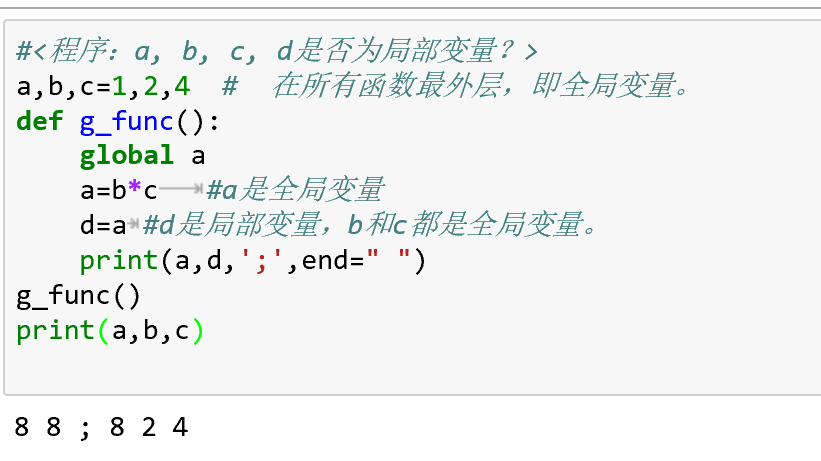 #<程序：a, b, c, d是否为局部变量？>
a,b,c=1,2,4  #  在所有函数最外层，即全局变量。
def g_func():
    global a
    a=b*c #a是全局变量
    d=a #d是局部变量，b和c都是全局变量。
    print(a,d,';',end=" ")
g_func()
print(a,b,c)
8 8 ; 8 2 4